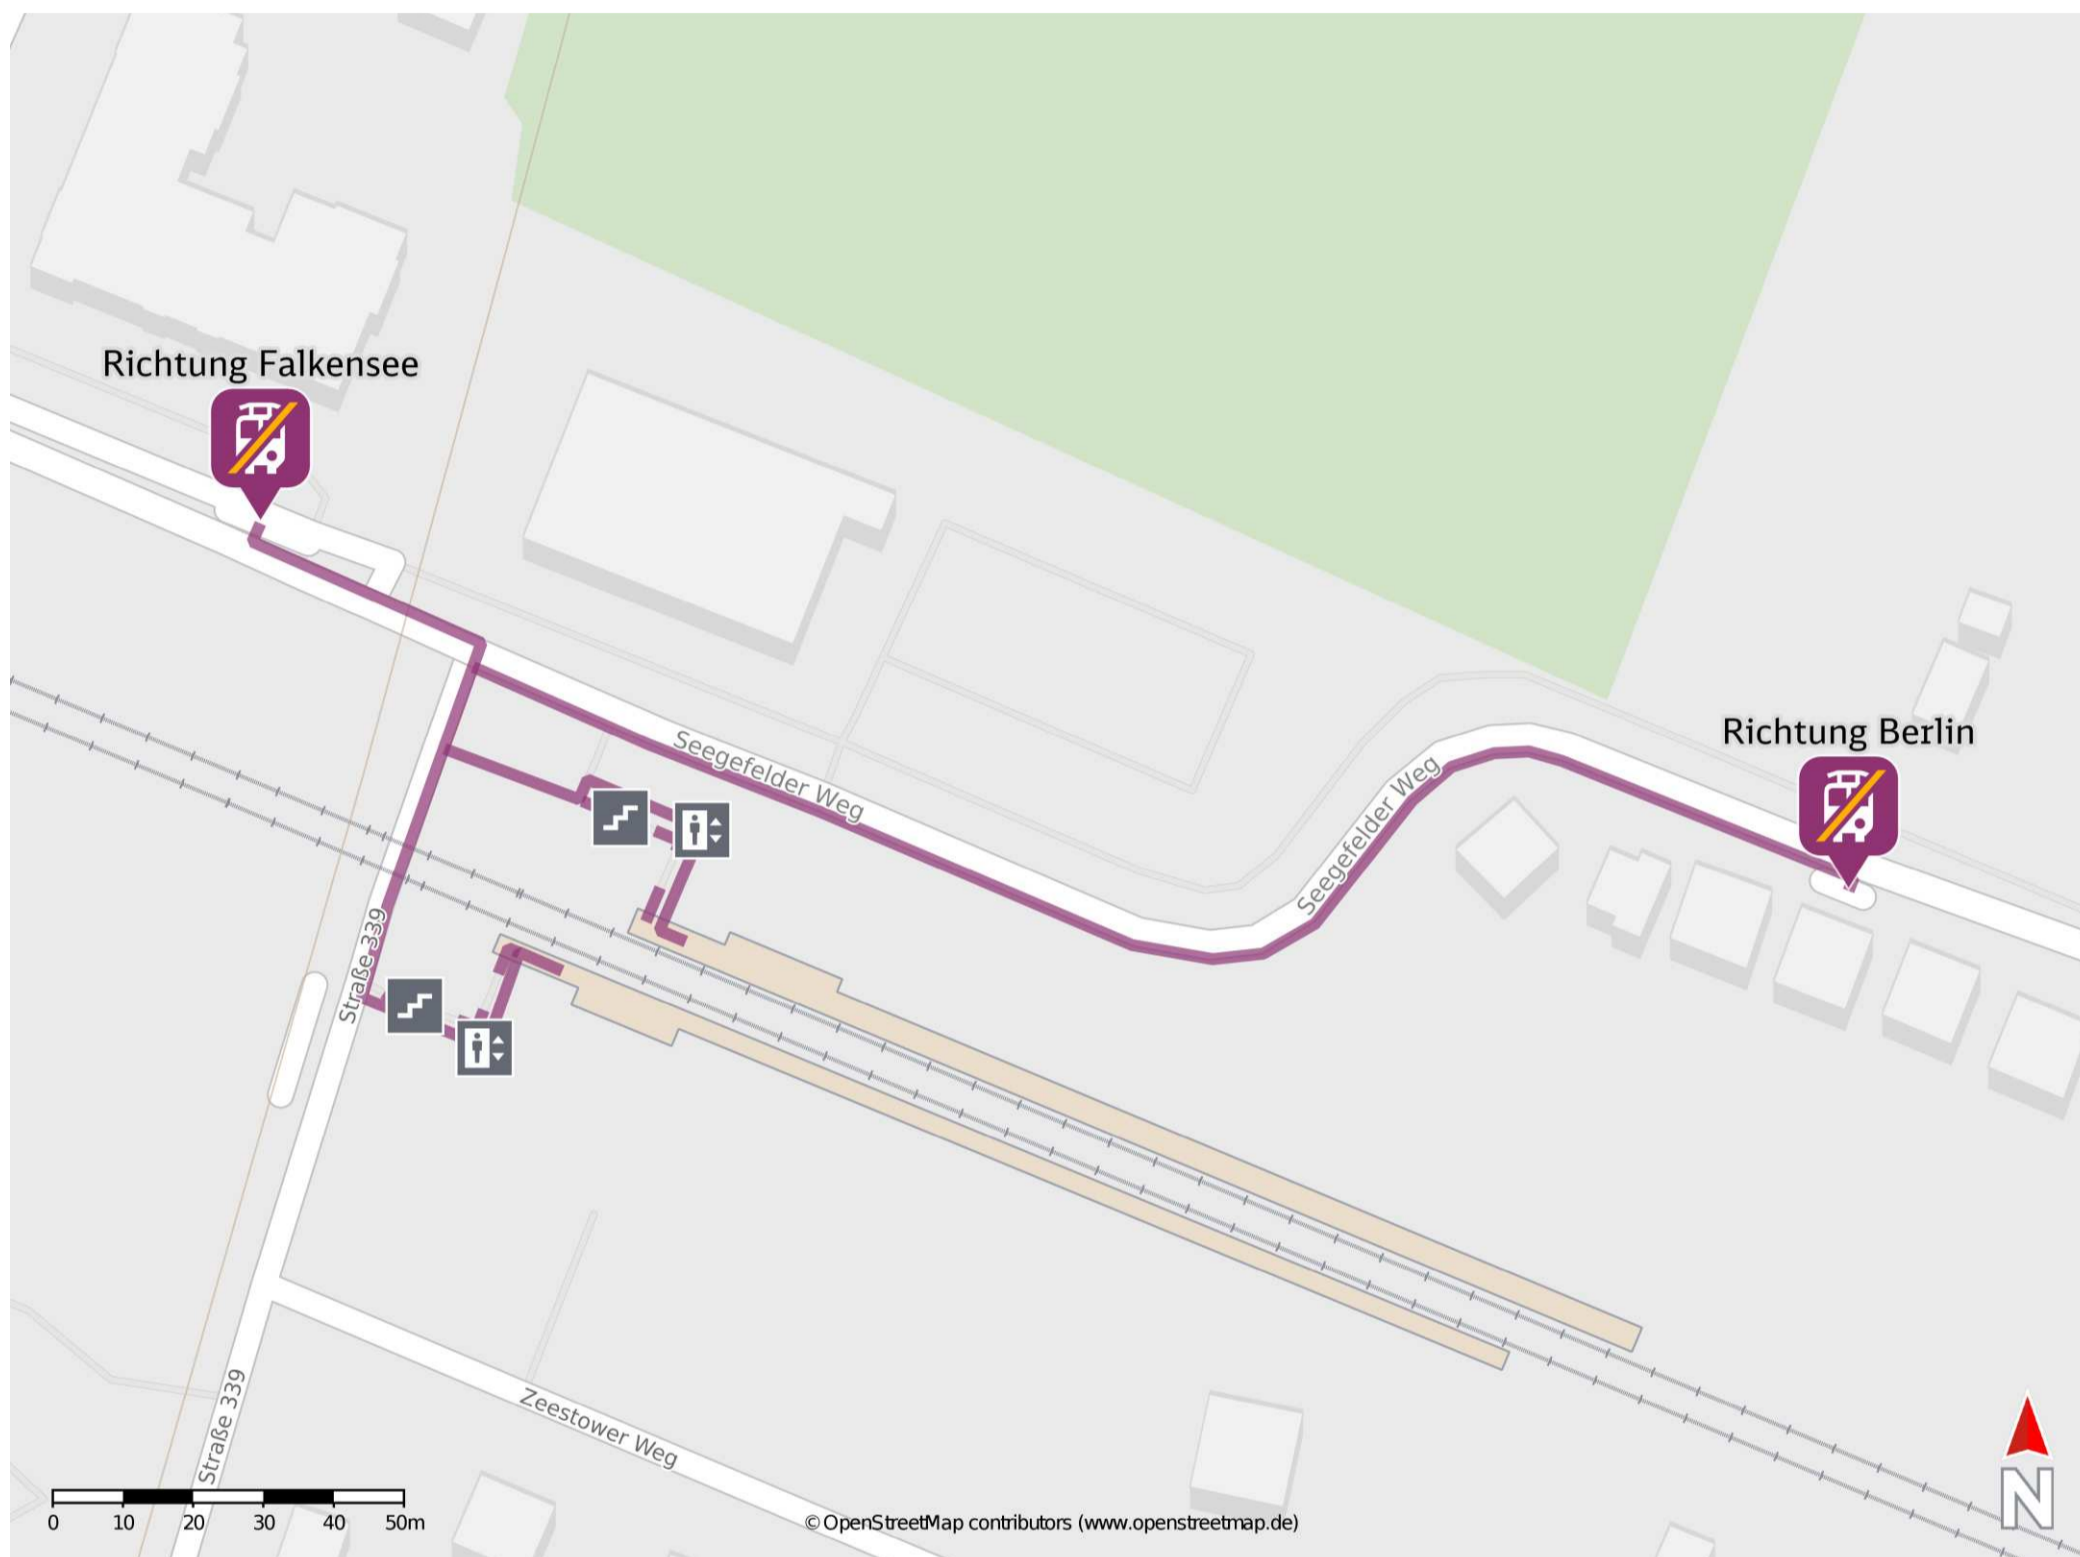 Richtung Falkensee
Richtung Berlin
Seegefelder Weg
Seegefelder Weg
Straße 339
Straße 339
Zeestower Weg
0 10 20 30 40 50m
© OpenStreetMap contributors (www.openstreetmap.de)
N